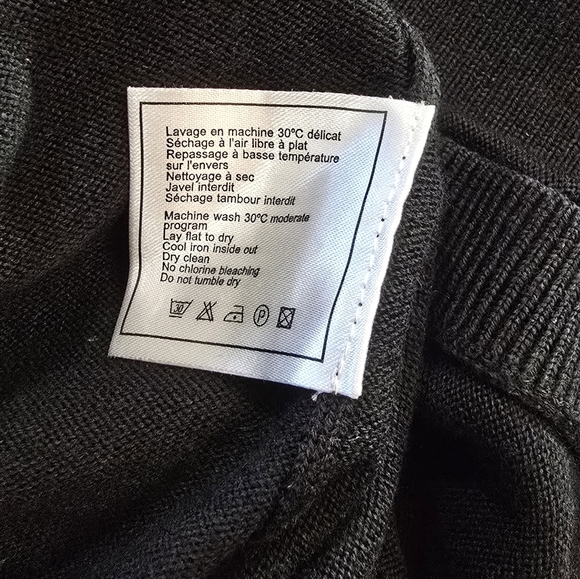 Lavage en machine 30°C délicat
Séchage à l'air libre à plat
Repassage à basse température
sur l'envers
Nettoyage à sec
Javel interdit
Séchage tambour interdit
Machine wash 30°C moderate
program
Lay flat to dry
Cool iron inside out
Dry clean
No chlorine bleaching
Do not tumble dry
30 P